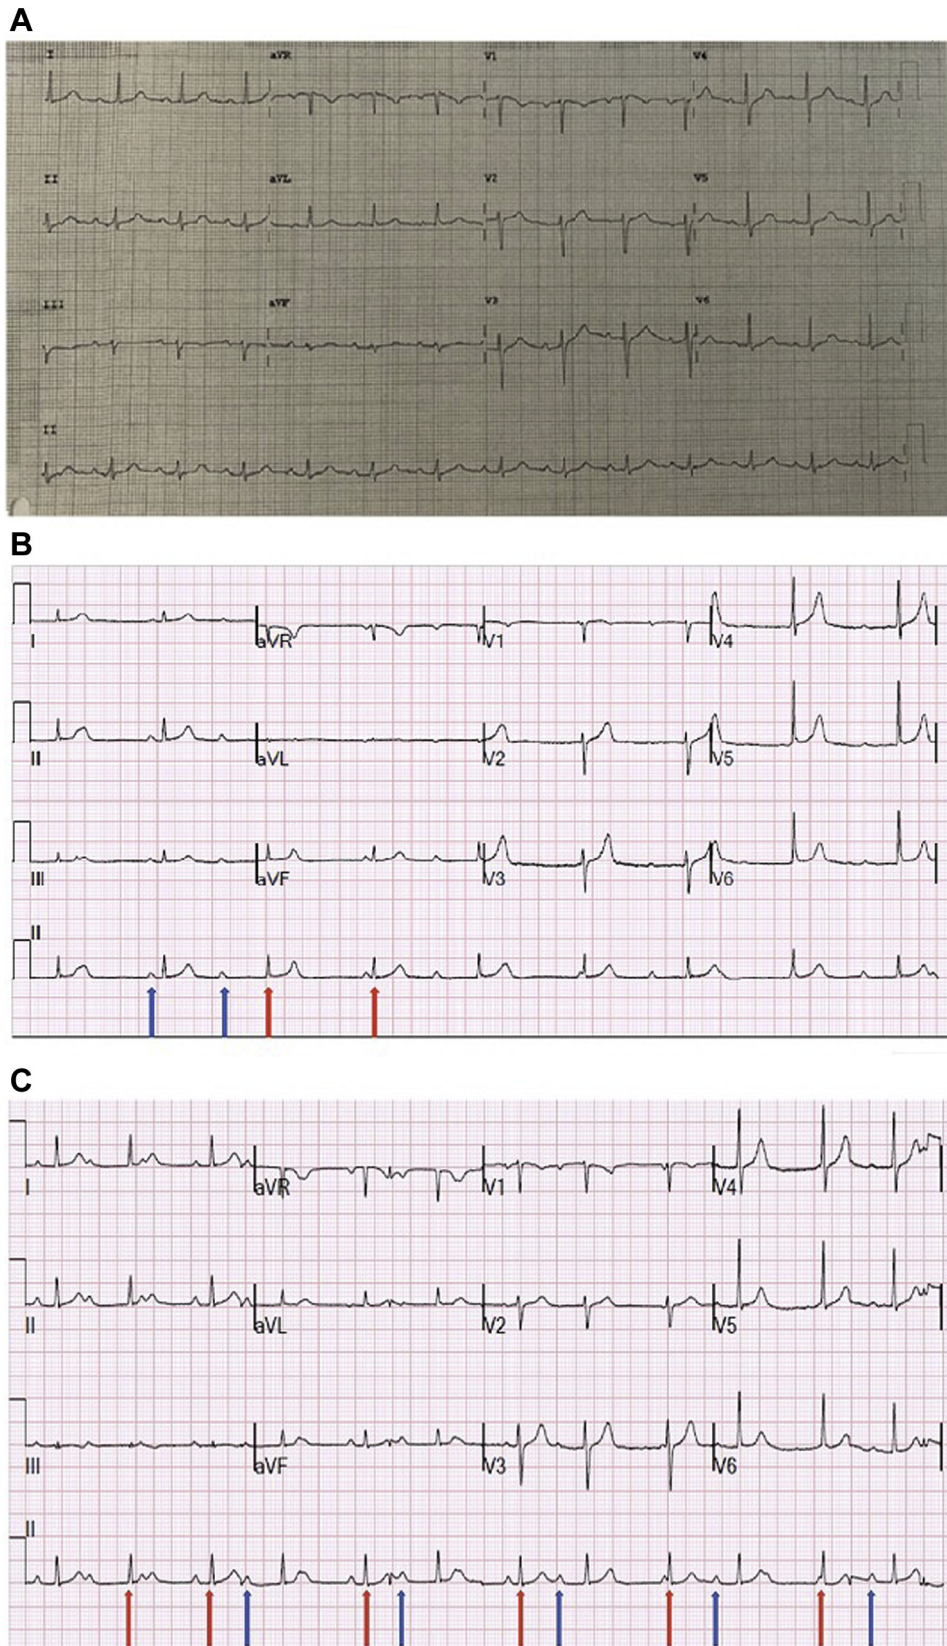 A
I aVR V1 V4
II aVL V2 V5
III aVF V3 V6
II
B
I aVR V1 V4
II aVL V2 V5
III aVF V3 V6
II
C
I aVR V1 V4
II aVL V2 V5
III aVF V3 V6
II